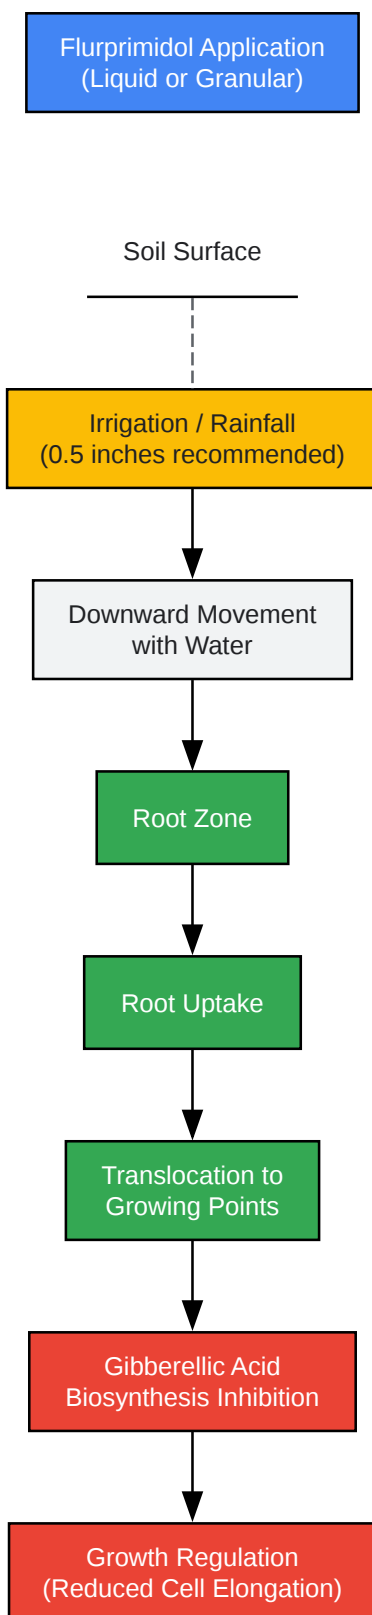 Flurprimidol Application
(Liquid or Granular)
Soil Surface
Irrigation / Rainfall
(0.5 inches recommended)
Downward Movement
with Water
Root Zone
Root Uptake
Translocation to
Growing Points
Gibberellic Acid
Biosynthesis Inhibition
Growth Regulation
(Reduced Cell Elongation)